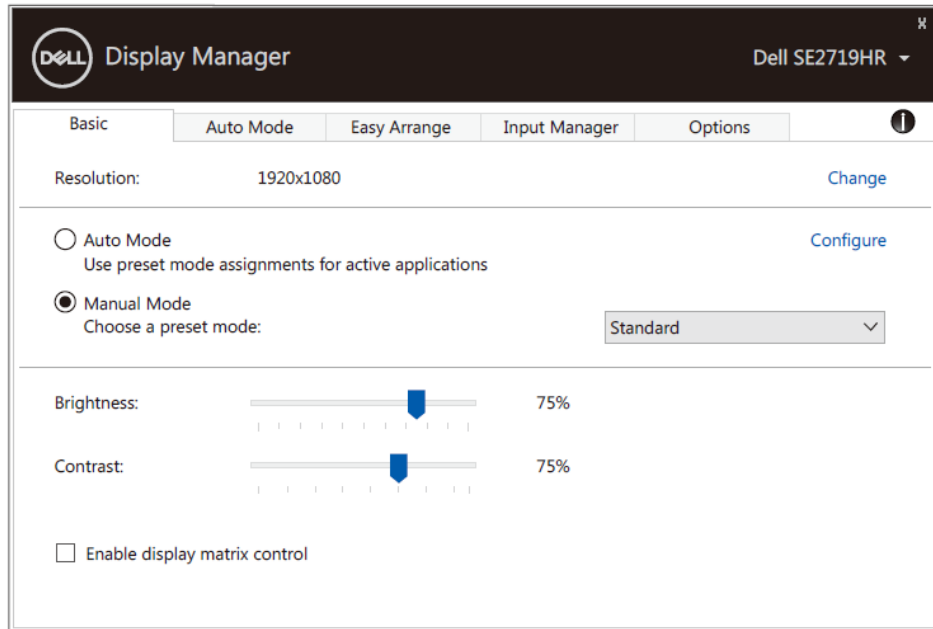 DELL Display Manager
Dell SE2719HR
Basic Auto Mode Easy Arrange Input Manager Options
Resolution: 1920x1080 Change
Auto Mode Configure
Use preset mode assignments for active applications
Manual Mode
Choose a preset mode: Standard
Brightness: 75%
Contrast: 75%
Enable display matrix control